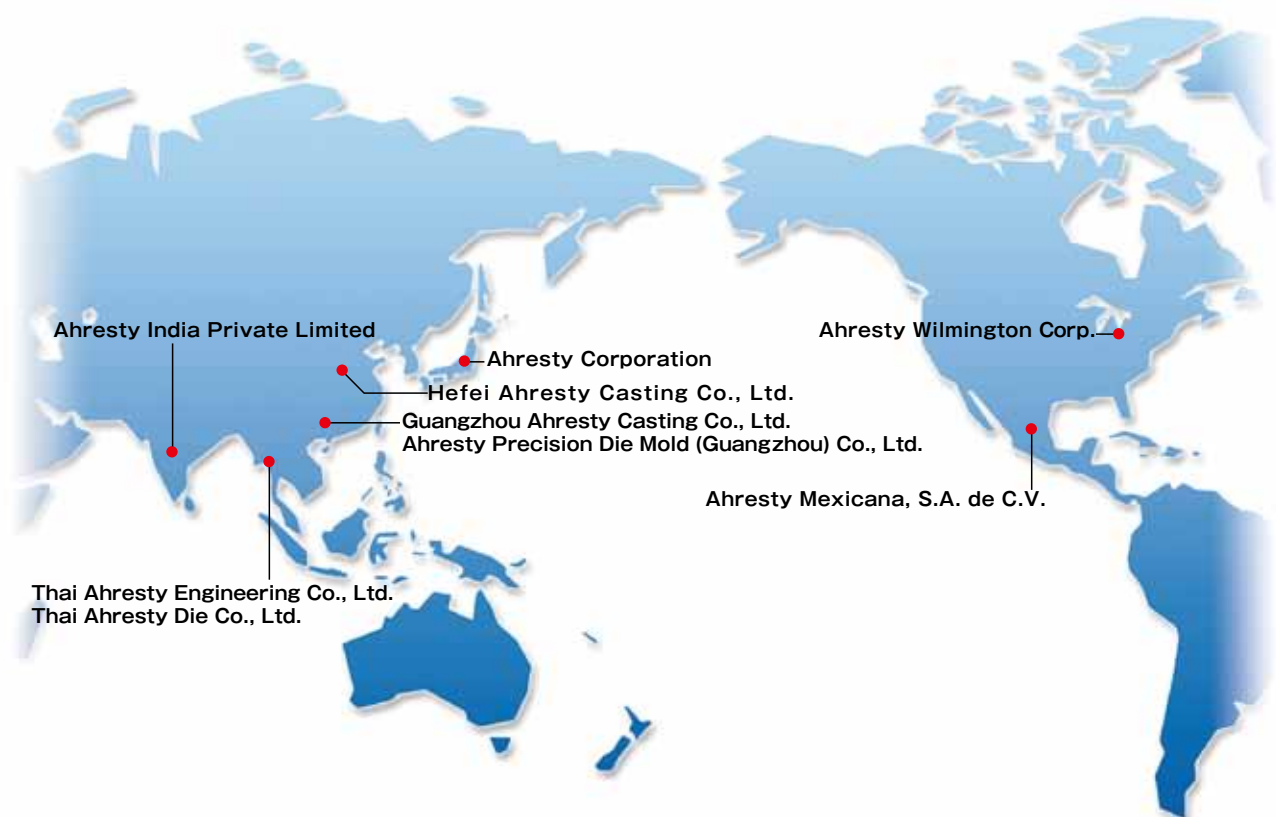 Ahresty India Private Limited
Ahresty Wilmington Corp.
Ahresty Corporation
Hefei Ahresty Casting Co., Ltd.
Guangzhou Ahresty Casting Co., Ltd.
Ahresty Precision Die Mold (Guangzhou) Co., Ltd.
Ahresty Mexicana, S.A. de C.V.
Thai Ahresty Engineering Co., Ltd.
Thai Ahresty Die Co., Ltd.